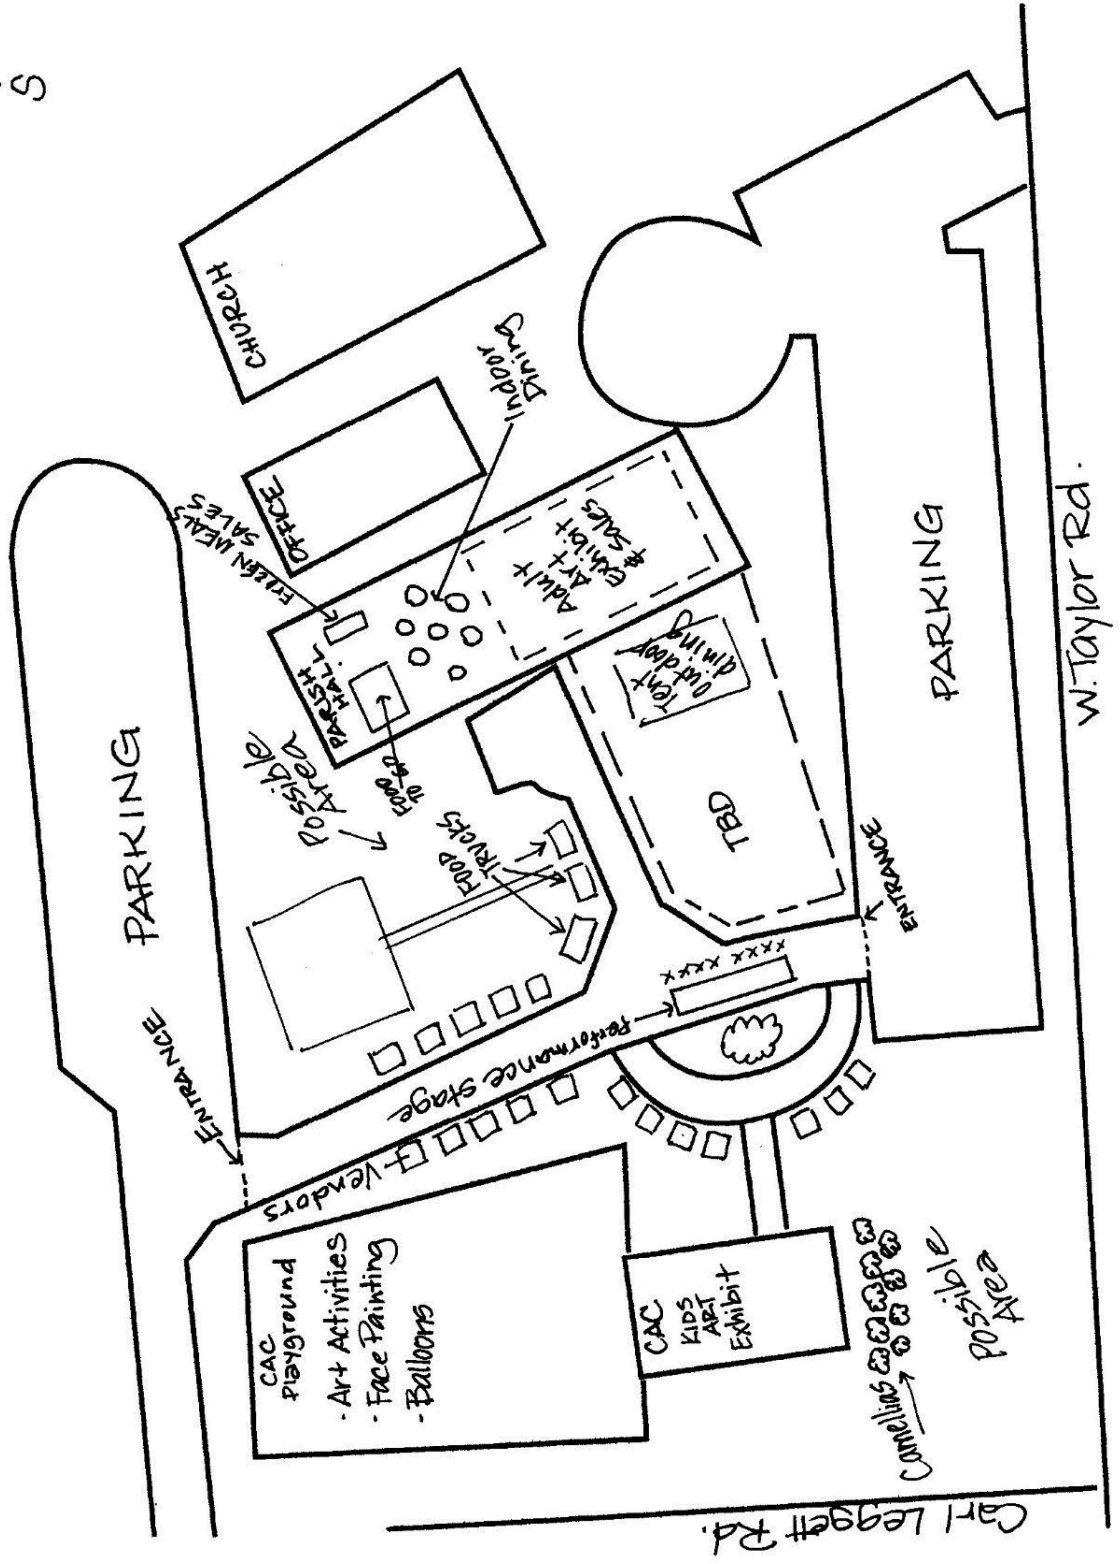 S
CHURCH
OFFICE
FROZEN MEALS
SALES
PARISH
HALL
Indoor
Dining
Adult
Art
Exhibit
& Sales
Tent
outdoor
dining
TBD
FOOD
TO-GO
Possible
Area
FOOD
TRUCKS
PARKING
ENTRANCE
PARKING
ENTRANCE
W. Taylor Rd.
Performance Stage
Vendors
CAC
Playground
· Art Activities
· Face Painting
· Balloons
CAC
KIDS
ART
Exhibit
Camellias
Possible
Area
Carl Leggett Rd.
xxxx xxxx